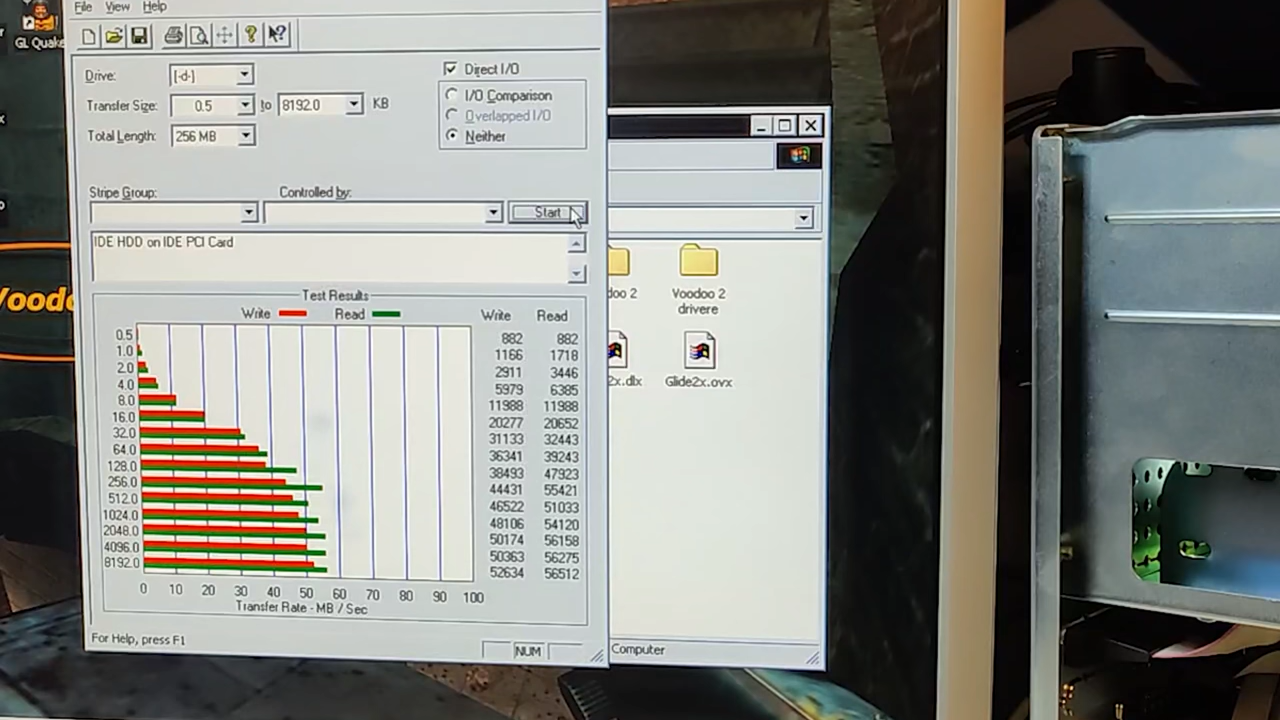 File View Help
GL Quake
Drive: [-d-]
Direct I/O
Transfer Size: 0.5 to 8192.0 KB
I/O Comparison
Overlapped I/O
Total Length: 256 MB
Neither
Stripe Group: Controlled by:
Start
IDE HDD on IDE PCI Card
Test Results
Write Read Write Read
0.5 882 882
1.0 1166 1718
2.0 2911 3446
4.0 5979 6385
8.0 11988 11988
16.0 20277 20652
32.0 31133 32443
64.0 36341 39243
128.0 38493 47923
256.0 44431 55421
512.0 46522 51033
1024.0 48106 54120
2048.0 50174 56158
4096.0 50363 56275
8192.0 52634 56512
0 10 20 30 40 50 60 70 80 90 100
Transfer Rate - MB / Sec
For Help, press F1
NUM
doo 2
Voodoo 2
drivere
2x.dlx
Glide2x.ovx
Computer